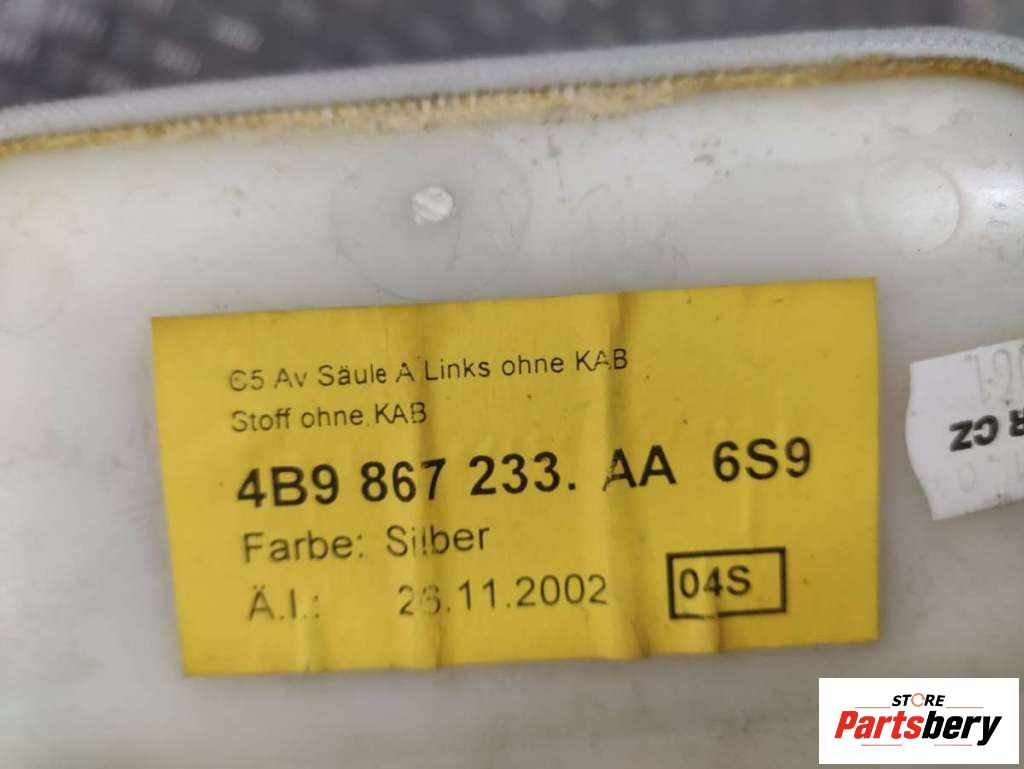 C5 Av Säule A Links ohne KAB
Stoff ohne KAB
4B9 867 233. AA 6S9
Farbe: Silber
Ä.I.: 26.11.2002
04S
CZ
STORE
Partsbery